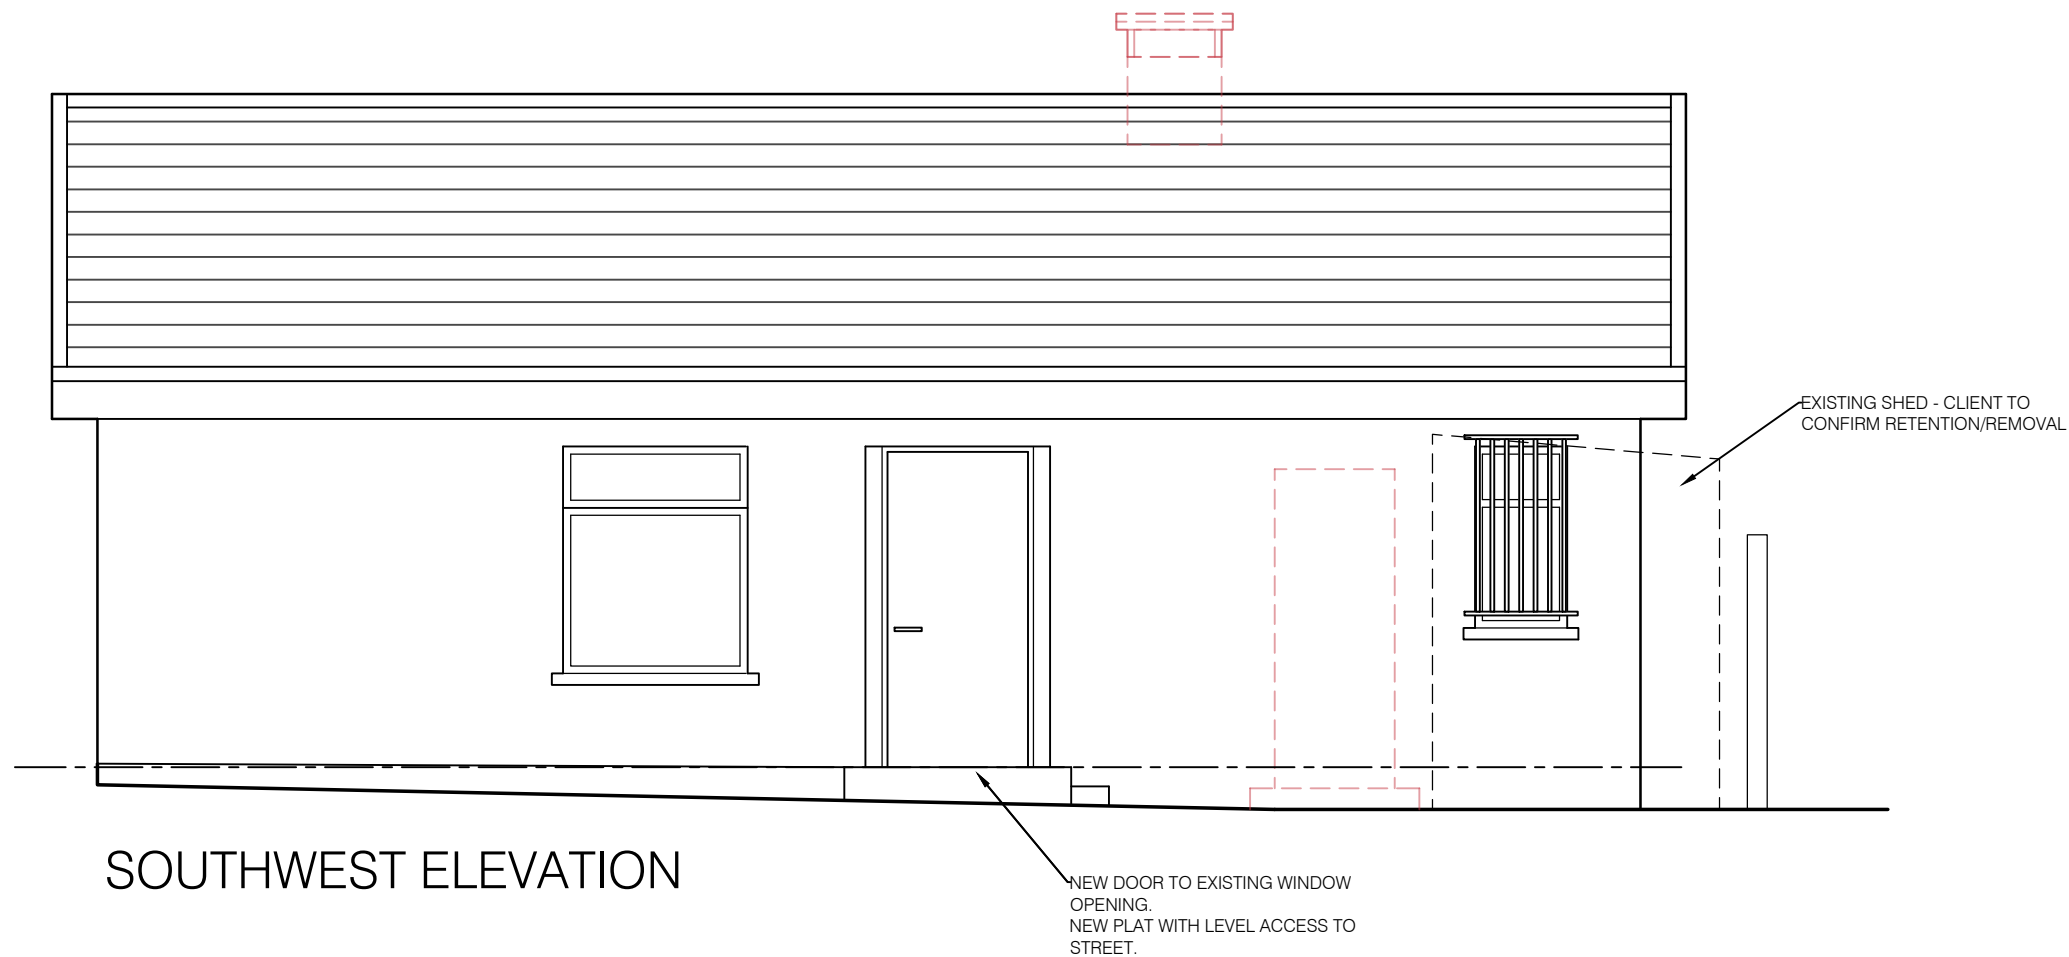 EXISTING SHED - CLIENT TO
CONFIRM RETENTION/REMOVAL
SOUTHWEST ELEVATION
NEW DOOR TO EXISTING WINDOW
OPENING.
NEW PLAT WITH LEVEL ACCESS TO
STREET.